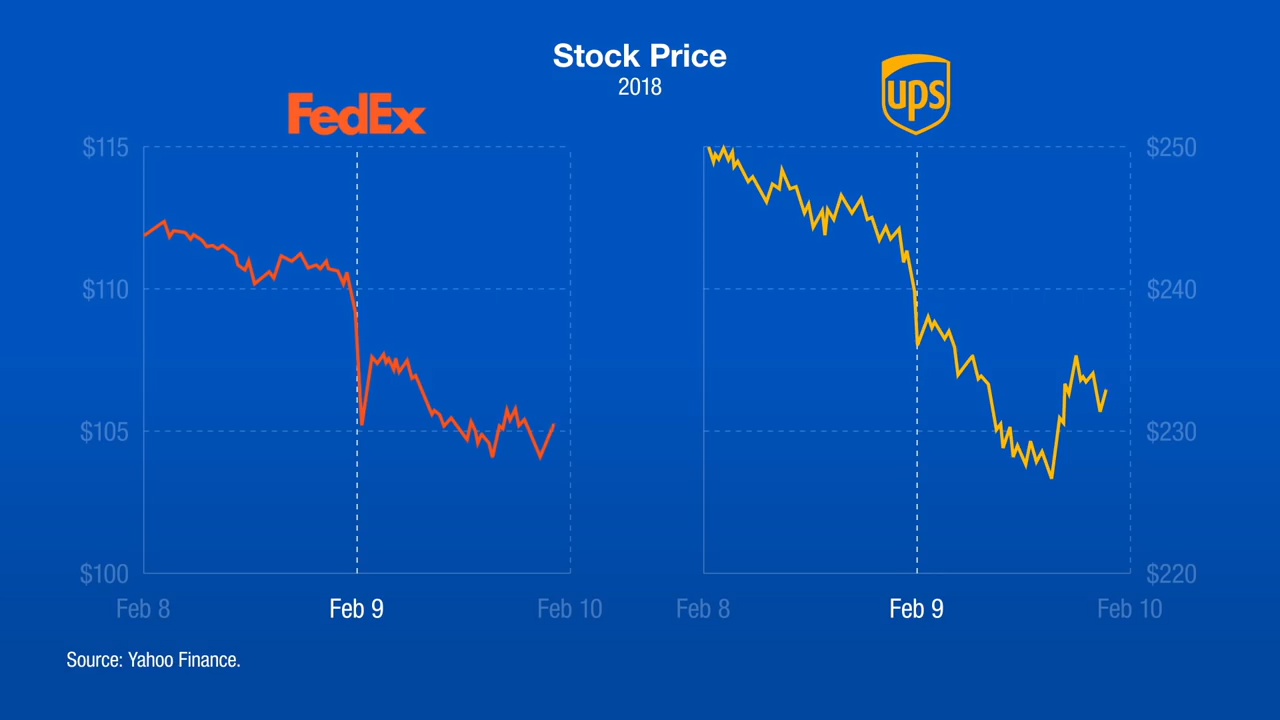 Stock Price
2018
FedEx
ups
$115
$110
$105
$100
Feb 8
Feb 9
Feb 10
$250
$240
$230
$220
Feb 8
Feb 9
Feb 10
Source: Yahoo Finance.